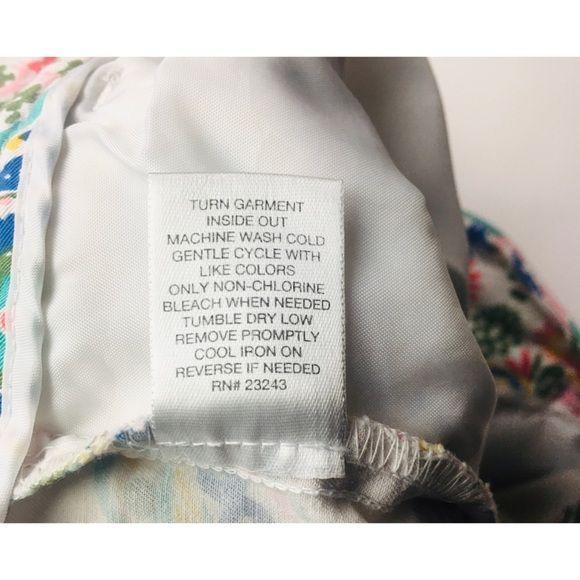 TURN GARMENT
INSIDE OUT
MACHINE WASH COLD
GENTLE CYCLE WITH
LIKE COLORS
ONLY NON-CHLORINE
BLEACH WHEN NEEDED
TUMBLE DRY LOW
REMOVE PROMPTLY
COOL IRON ON
REVERSE IF NEEDED
RN# 23243